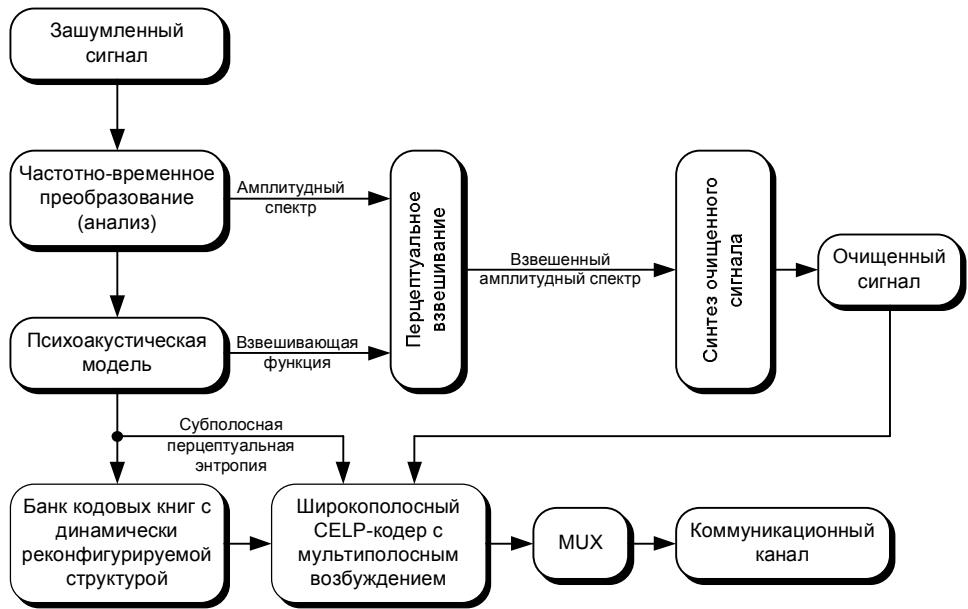 Зашумленный
сигнал
Частотно-временное
преобразование
(анализ)
Амплитудный
спектр
Перцептуальное
взвешивание
Взвешенный
амплитудный спектр
Синтез очищенного
сигнала
Очищенный
сигнал
Психоакустическая
модель
Взвешивающая
функция
Субполосная
перцептуальная
энтропия
Банк кодовых книг с
динамически
реконфигурируемой
структурой
Широкополосный
CELP-кодер с
мультиполосным
возбуждением
MUX
Коммуникационный
канал